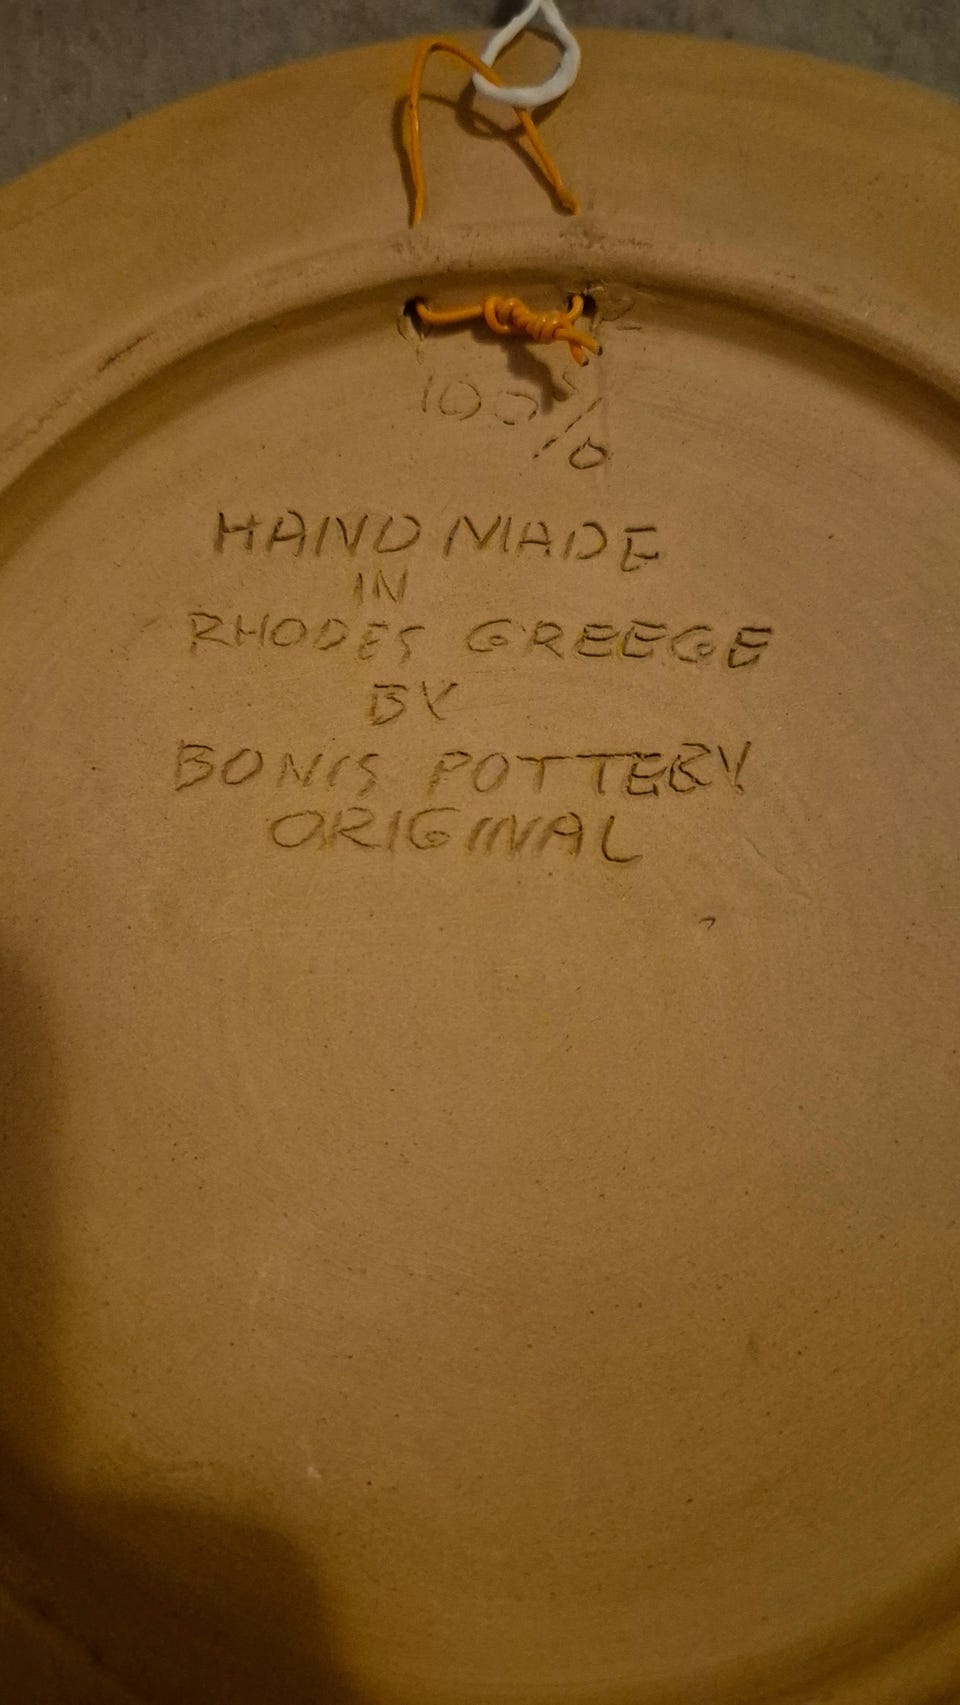 100%
HAND MADE
IN
RHODES GREEGE
BY
BONIS POTTERY
ORIGINAL